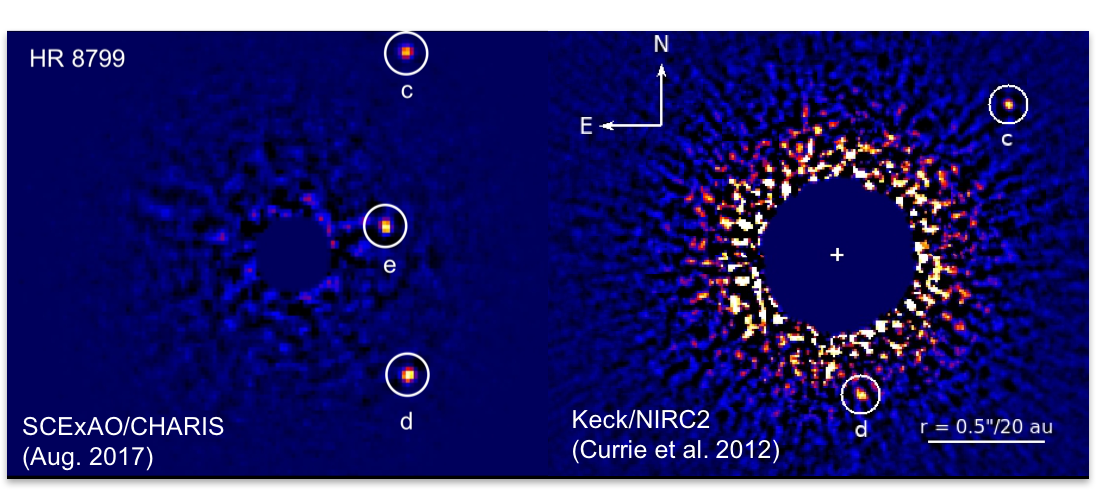 HR 8799
c
e
d
SCExAO/CHARIS
(Aug. 2017)
N
E
c
d
Keck/NIRC2
(Currie et al. 2012)
r = 0.5"/20 au